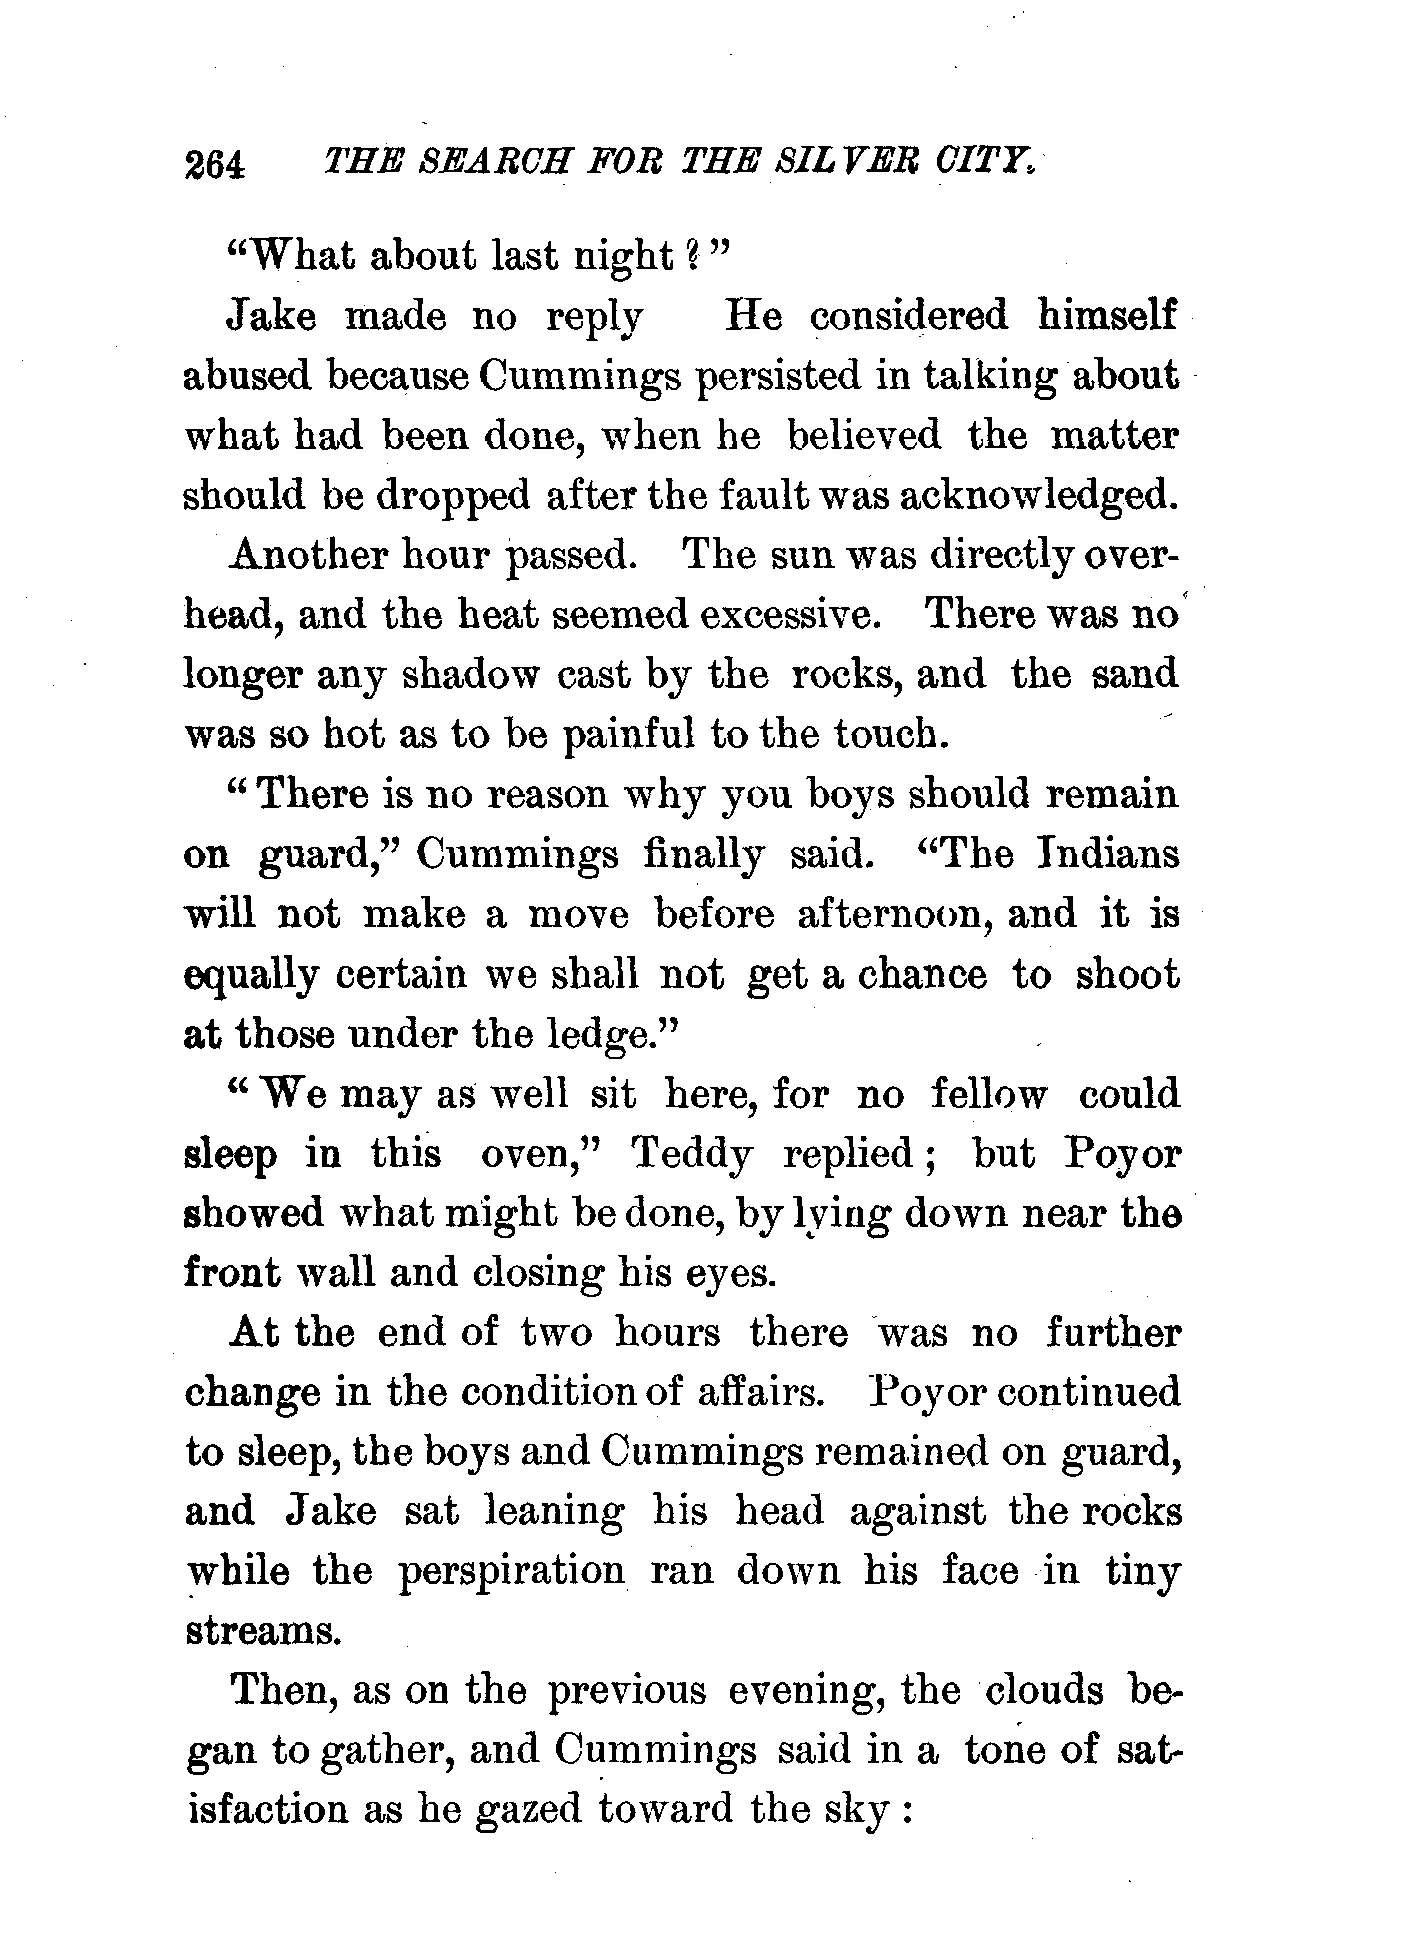 264 THE SEARCH FOR THE SILVER CITY.
"What about last night?"
Jake made no reply He considered himself
abused because Cummings persisted in talking about
what had been done, when he believed the matter
should be dropped after the fault was acknowledged.
Another hour passed. The sun was directly over-
head, and the heat seemed excessive. There was no
longer any shadow cast by the rocks, and the sand
was so hot as to be painful to the touch.
"There is no reason why you boys should remain
on guard," Cummings finally said. "The Indians
will not make a move before afternoon, and it is
equally certain we shall not get a chance to shoot
at those under the ledge."
"We may as well sit here, for no fellow could
sleep in this oven," Teddy replied; but Poyor
showed what might be done, by lying down near the
front wall and closing his eyes.
At the end of two hours there was no further
change in the condition of affairs. Poyor continued
to sleep, the boys and Cummings remained on guard,
and Jake sat leaning his head against the rocks
while the perspiration ran down his face in tiny
streams.
Then, as on the previous evening, the clouds be-
gan to gather, and Cummings said in a tone of sat-
isfaction as he gazed toward the sky: